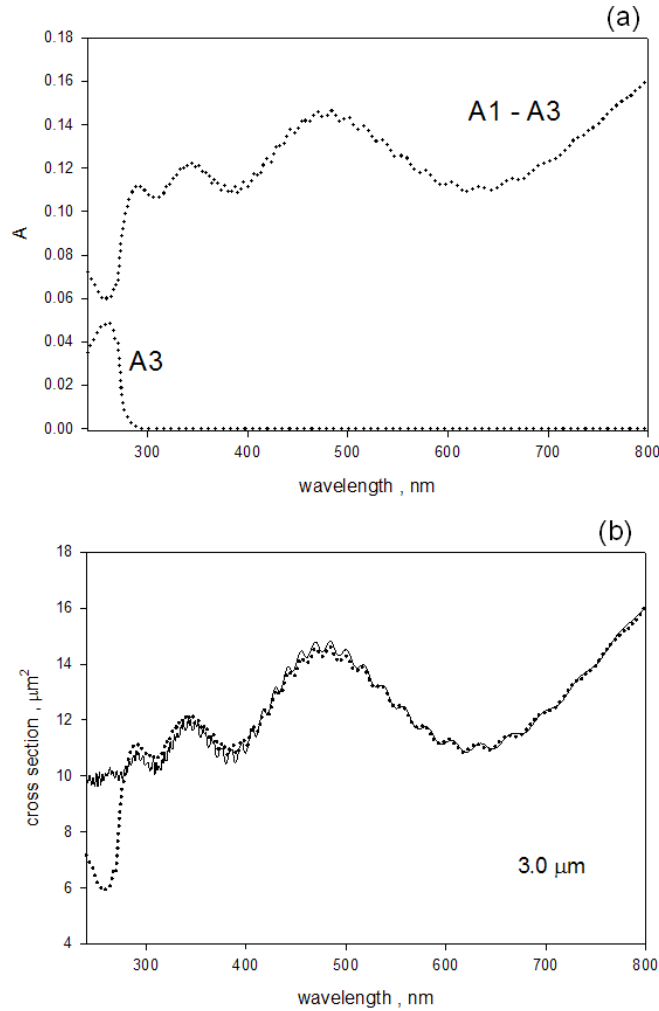 (a)
0.18
0.16
0.14
0.12
0.10
0.08
0.06
0.04
0.02
0.00
A
A1 - A3
A3
300 400 500 600 700 800
wavelength , nm
(b)
18
16
14
12
10
8
6
4
cross section , μm²
3.0 μm
300 400 500 600 700 800
wavelength , nm